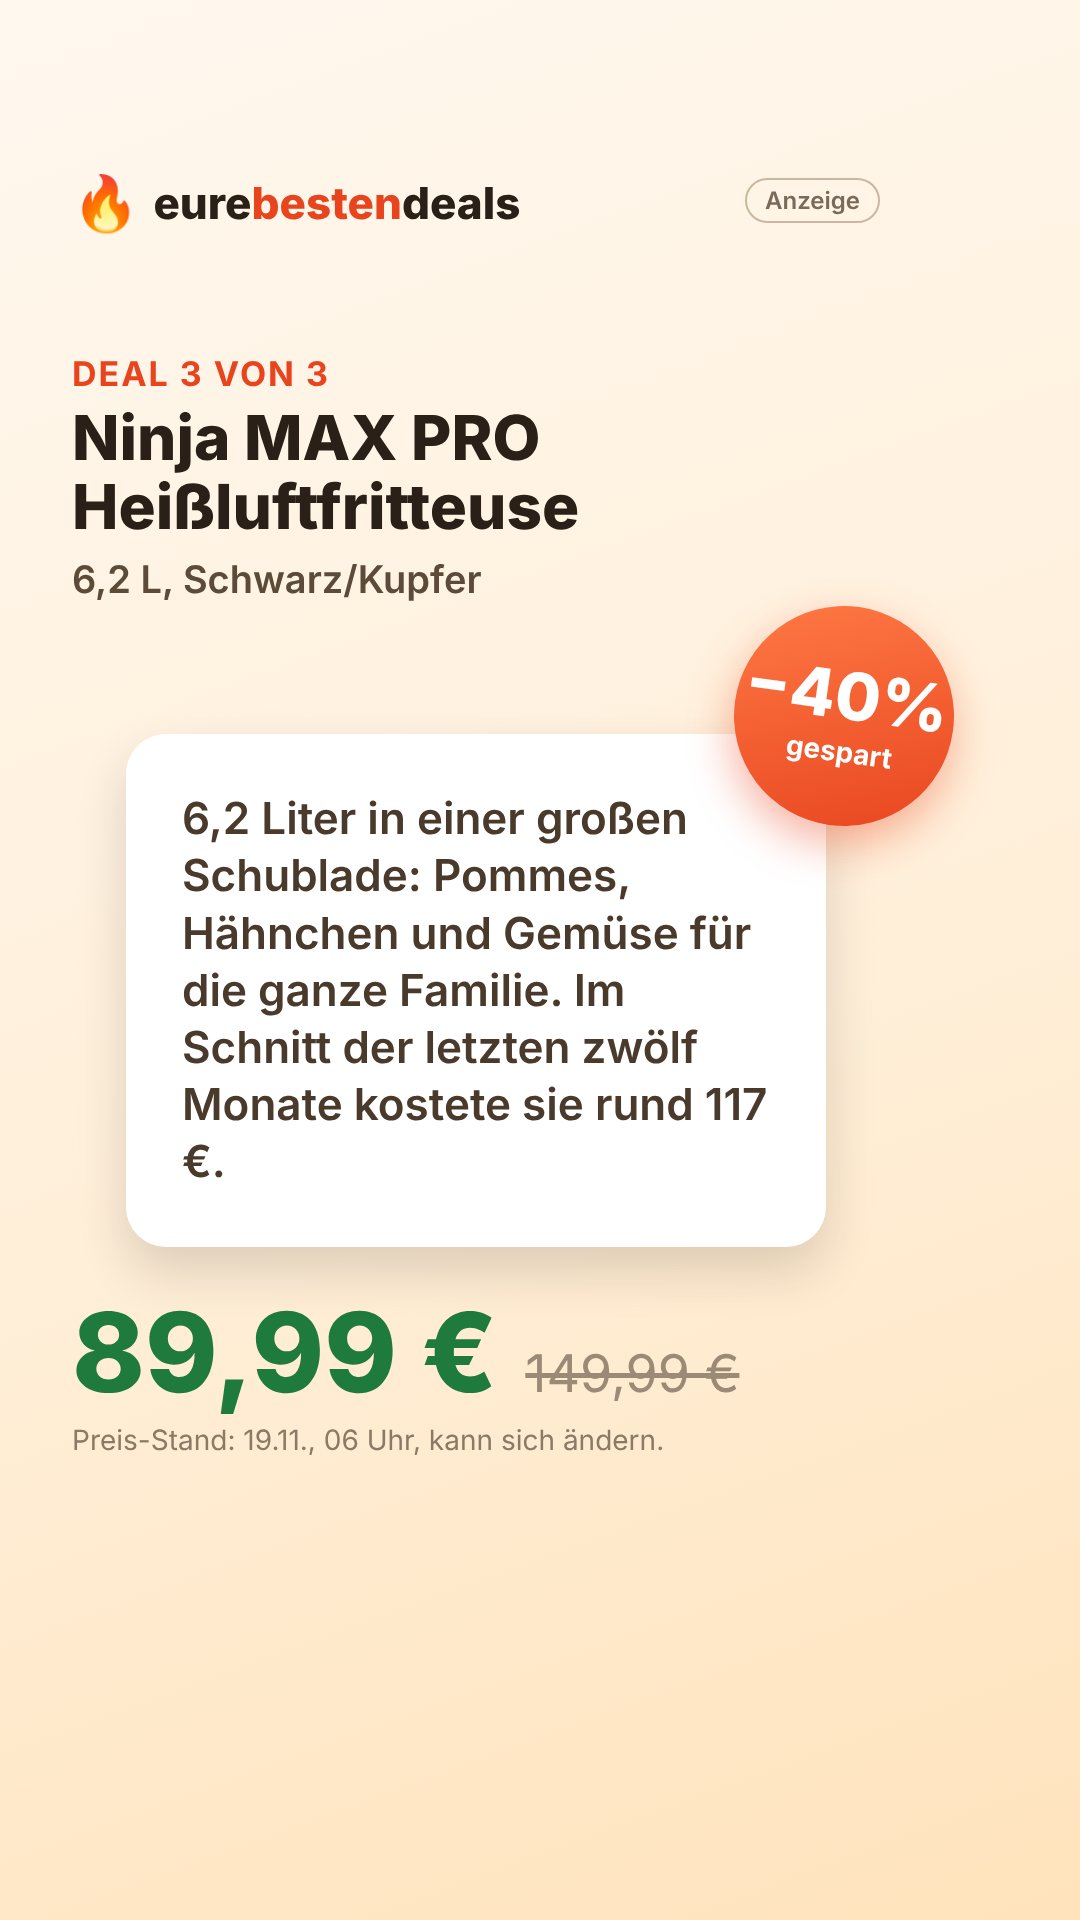 eurebestendeals
Anzeige
DEAL 3 VON 3
Ninja MAX PRO
Heißluftfritteuse
6,2 L, Schwarz/Kupfer
–40%
gespart
6,2 Liter in einer großen
Schublade: Pommes,
Hähnchen und Gemüse für
die ganze Familie. Im
Schnitt der letzten zwölf
Monate kostete sie rund 117
€.
89,99 € 149,99 €
Preis-Stand: 19.11., 06 Uhr, kann sich ändern.